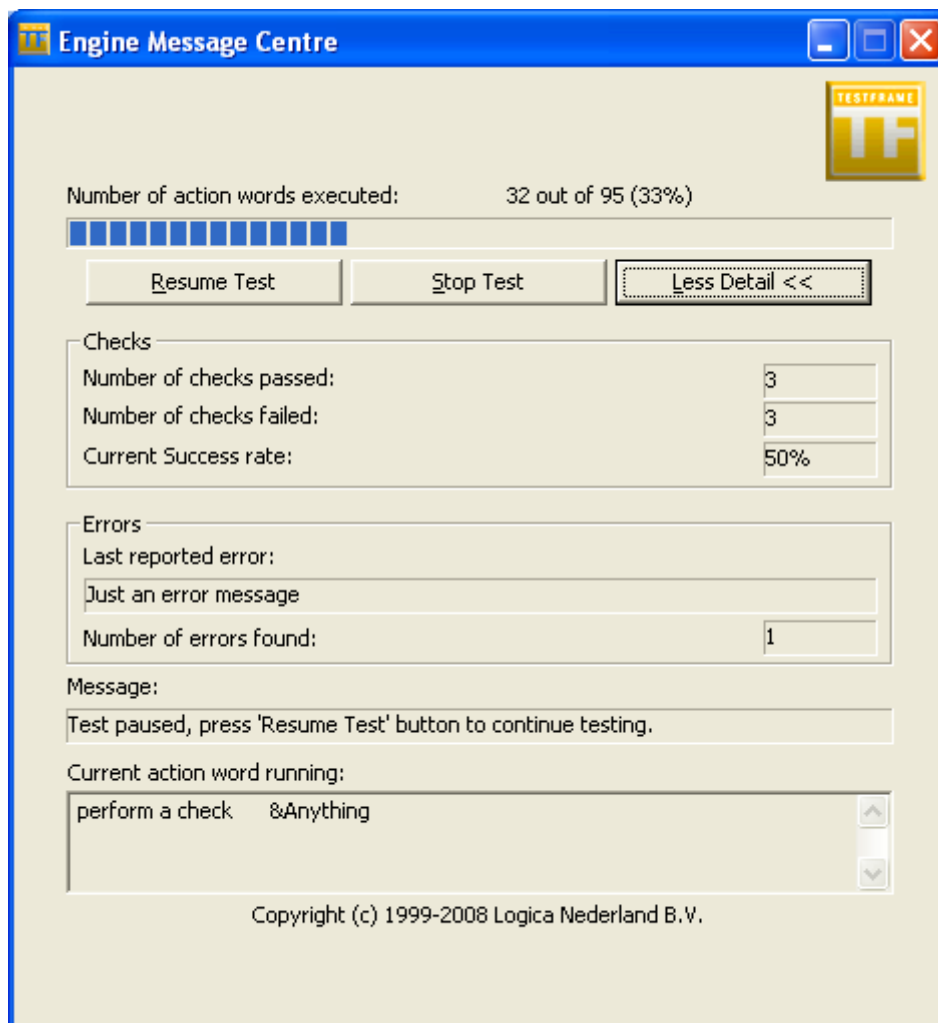 Engine Message Centre
TESTFRAME
TF
Number of action words executed: 32 out of 95 (33%)
Resume Test Stop Test Less Detail <<
Checks
Number of checks passed: 3
Number of checks failed: 3
Current Success rate: 50%
Errors
Last reported error:
Just an error message
Number of errors found: 1
Message:
Test paused, press 'Resume Test' button to continue testing.
Current action word running:
perform a check &Anything
Copyright (c) 1999-2008 Logica Nederland B.V.